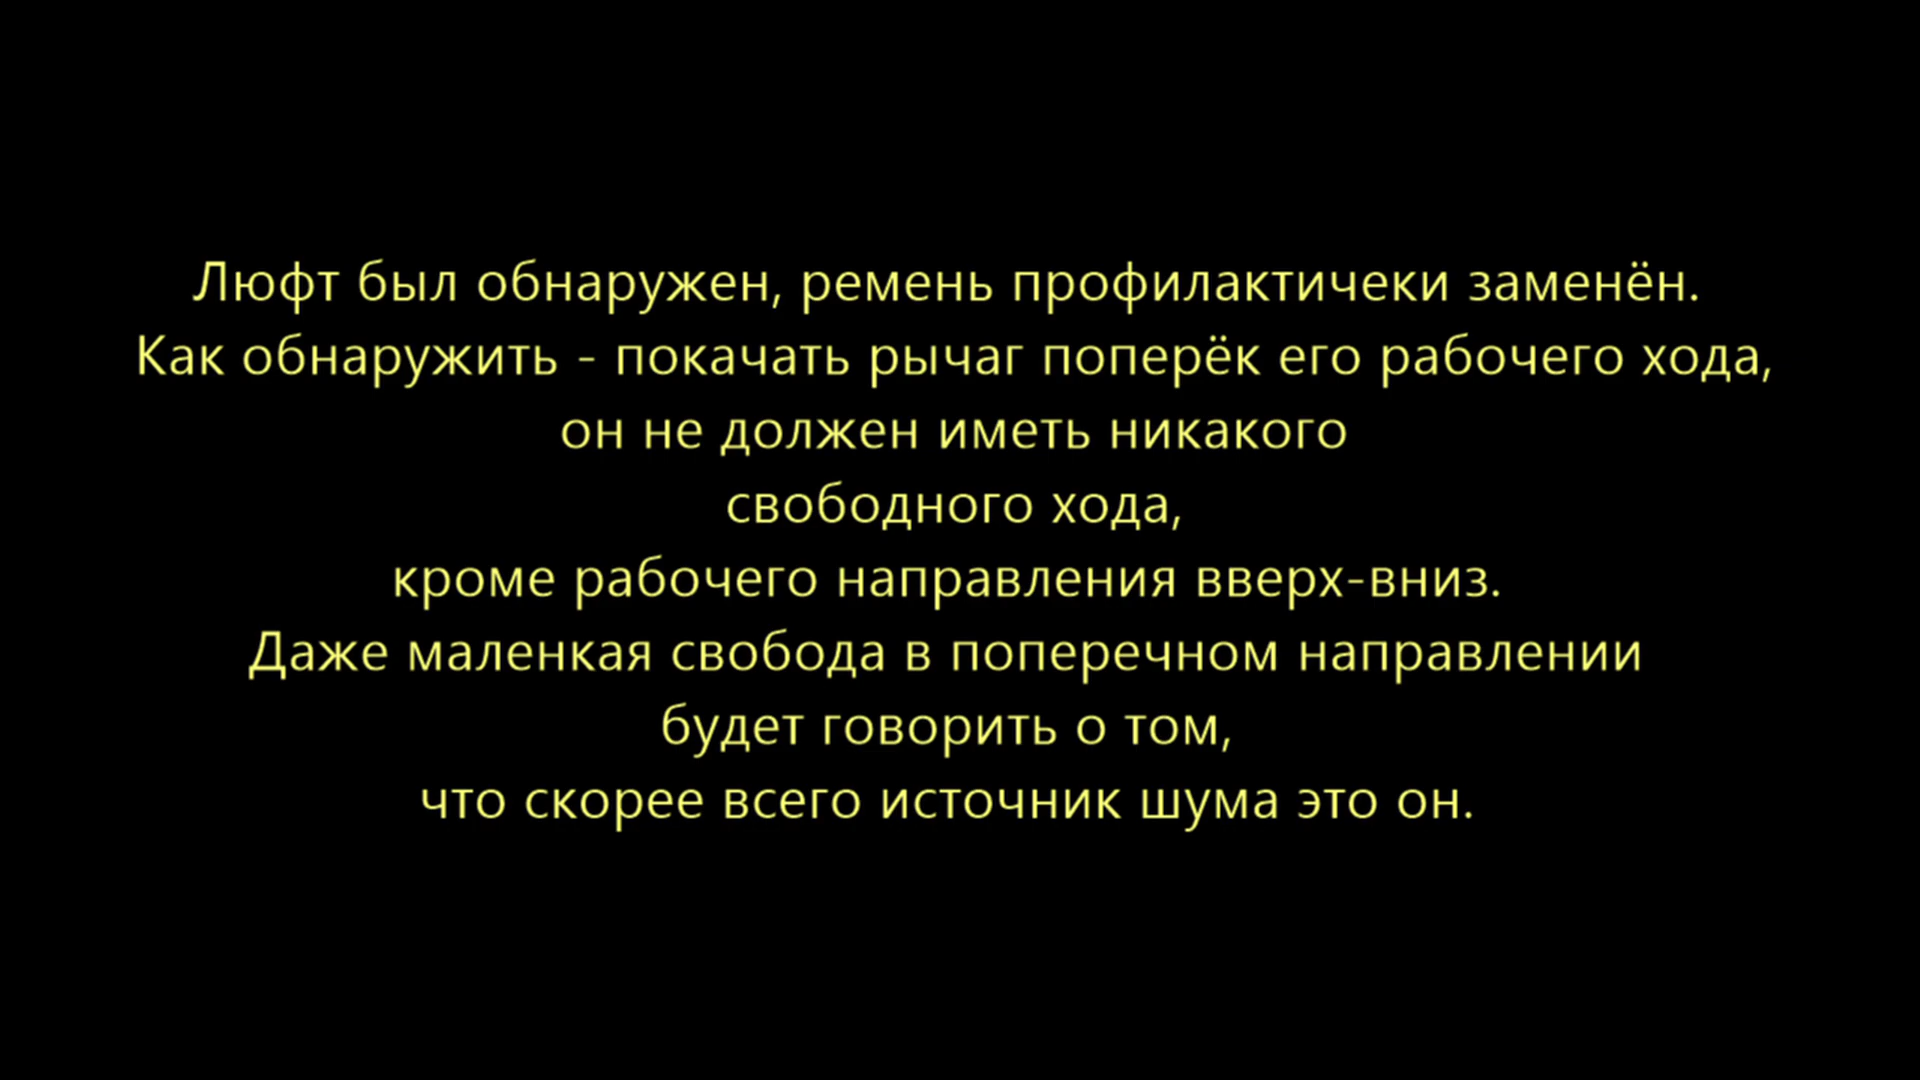 Люфт был обнаружен, ремень профилактичеки заменён.
Как обнаружить - покачать рычаг поперёк его рабочего хода,
он не должен иметь никакого
свободного хода,
кроме рабочего направления вверх-вниз.
Даже маленкая свобода в поперечном направлении
будет говорить о том,
что скорее всего источник шума это он.